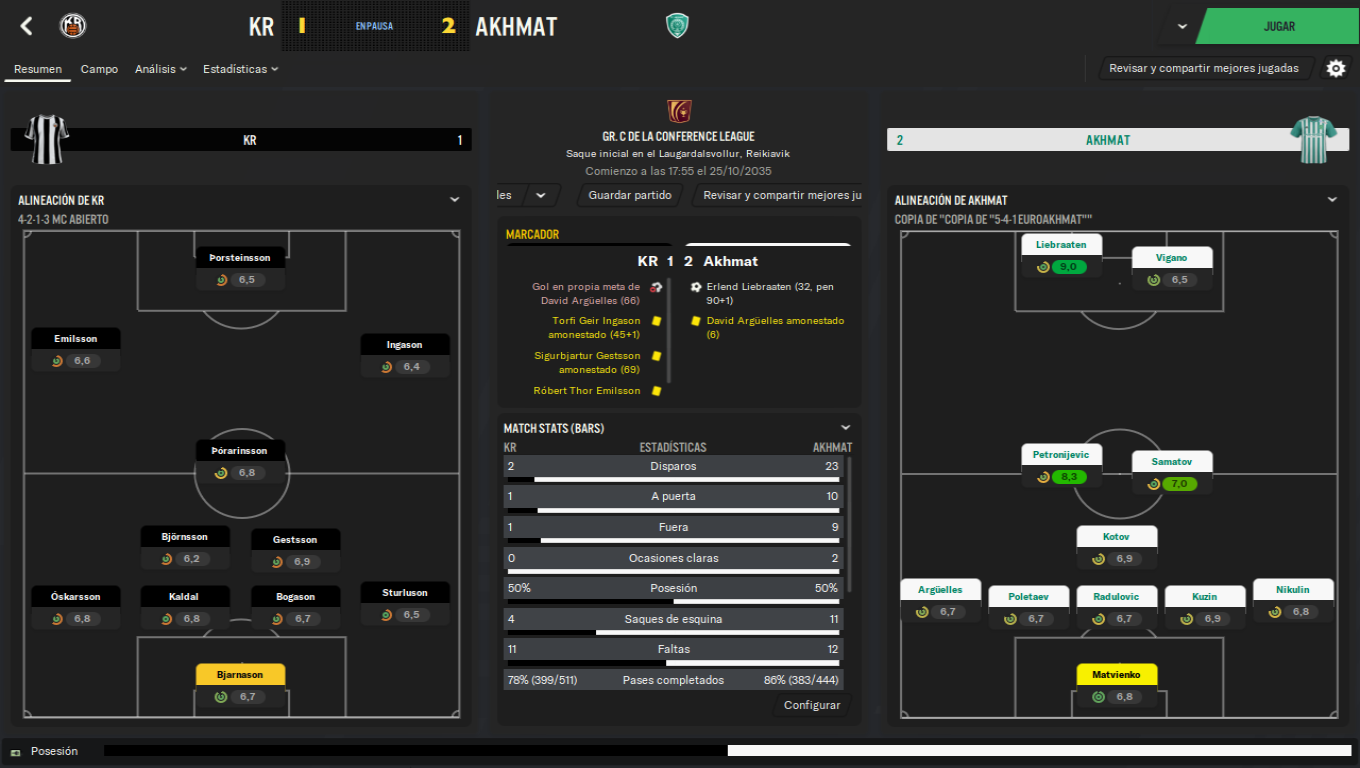 KR 1 EN PAUSA 2 AKHMAT
JUGAR
Resumen Campo Análisis Estadísticas
Revisar y compartir mejores jugadas
KR 1
GR. C DE LA CONFERENCE LEAGUE
Saque inicial en el Laugardalsvollur, Reikiavik
Comienzo a las 17:55 el 25/10/2035
les Guardar partido Revisar y compartir mejores ju
2 AKHMAT
ALINEACIÓN DE KR
4-2-1-3 MC ABIERTO
Þorsteinsson
6,5
Emilsson
6,6
Ingason
6,4
Þórarinsson
6,8
Björnsson
6,2
Gestsson
6,9
Óskarsson
6,8
Kaldal
6,8
Bogason
6,7
Sturluson
6,5
Bjarnason
6,7
MARCADOR
KR 1 2 Akhmat
Gol en propia meta de
David Argüelles (66)
Torfi Geir Ingason
amonestado (45+1)
Sigurbjartur Gestsson
amonestado (69)
Róbert Thor Emilsson
Erlend Liebraaten (32, pen
90+1)
David Argüelles amonestado
(6)
MATCH STATS (BARS)
KR ESTADÍSTICAS AKHMAT
2 Disparos 23
1 A puerta 10
1 Fuera 9
0 Ocasiones claras 2
50% Posesión 50%
4 Saques de esquina 11
11 Faltas 12
78% (399/511) Pases completados 86% (383/444)
Configurar
ALINEACIÓN DE AKHMAT
COPIA DE "COPIA DE "5-4-1 EUROAKHMAT""
Liebraaten
9,0
Vigano
6,5
Petronijevic
8,3
Samatov
7,0
Kotov
6,9
Argüelles
6,7
Poletaev
6,7
Radulovic
6,7
Kuzin
6,9
Nikulin
6,8
Matvienko
6,8
Posesión